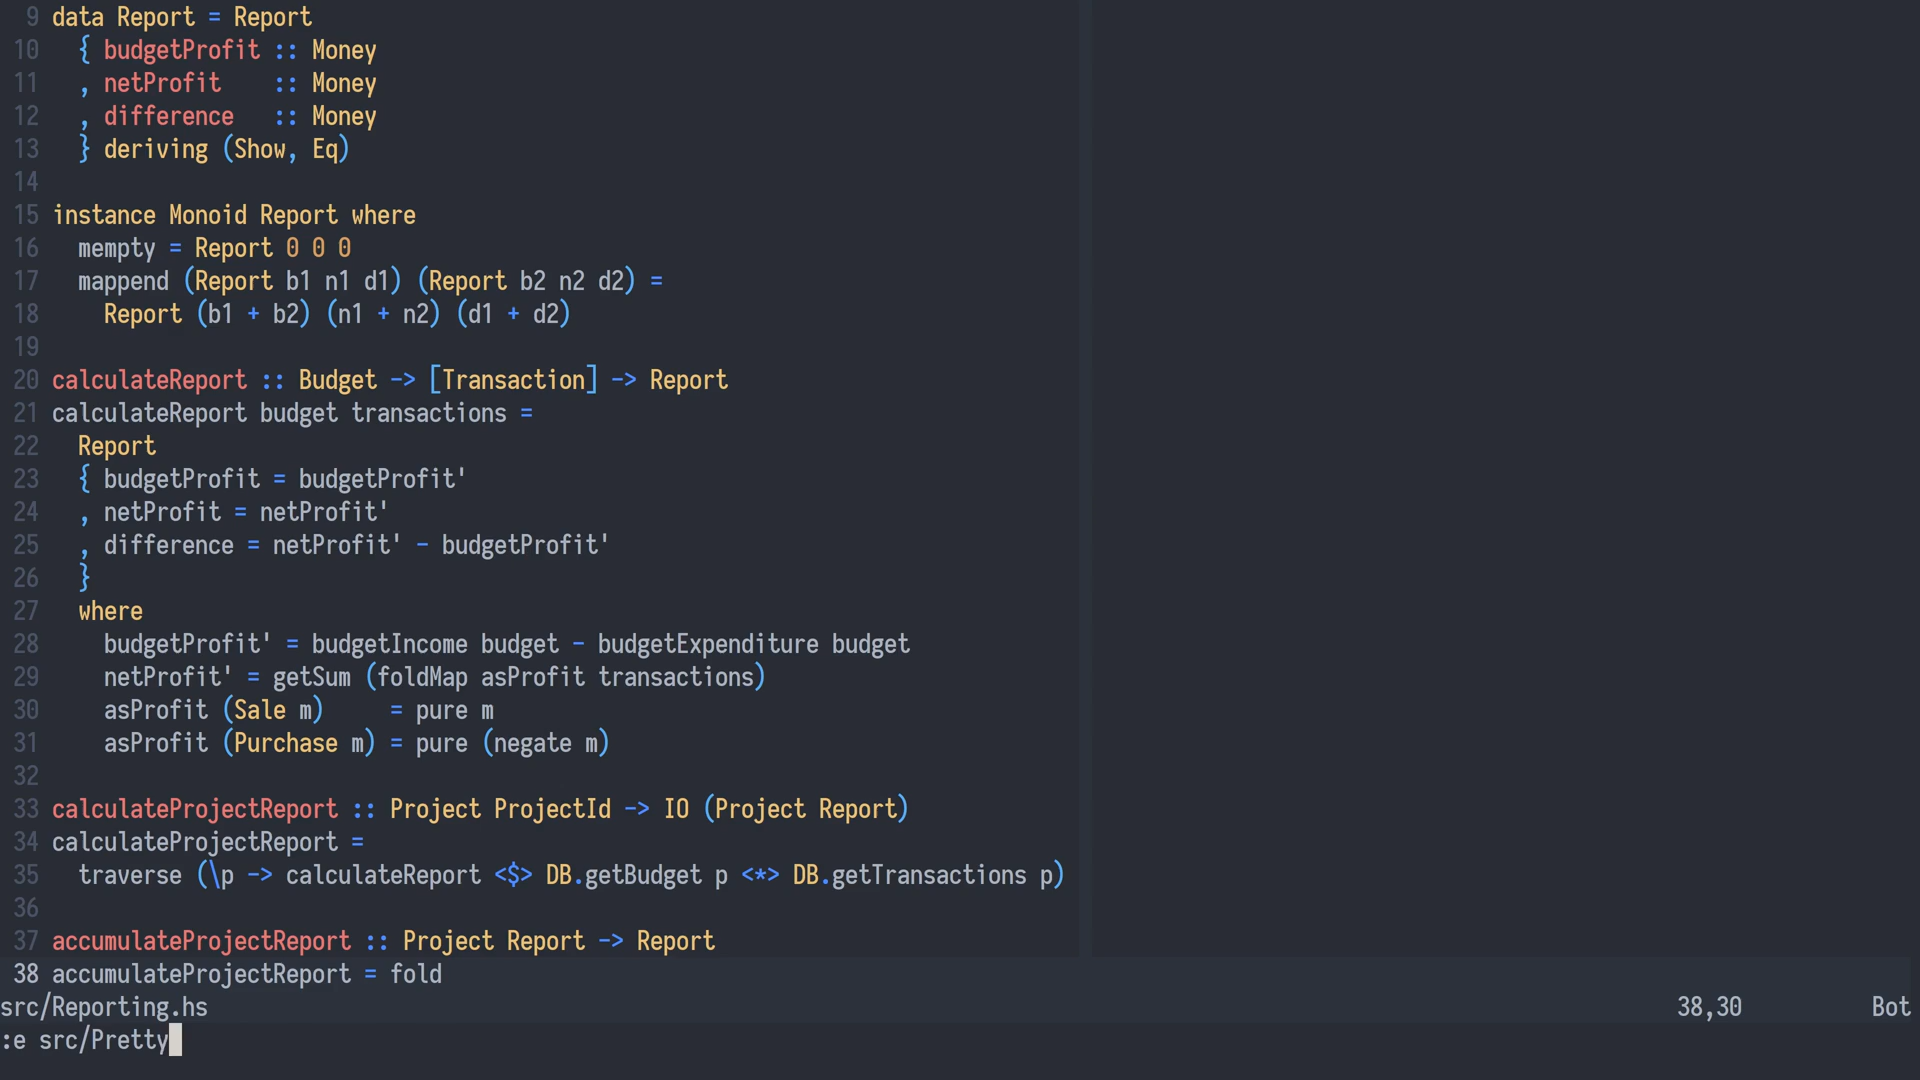 9 data Report = Report
10   { budgetProfit :: Money
11   , netProfit    :: Money
12   , difference   :: Money
13   } deriving (Show, Eq)
14
15 instance Monoid Report where
16   mempty = Report 0 0 0
17   mappend (Report b1 n1 d1) (Report b2 n2 d2) =
18     Report (b1 + b2) (n1 + n2) (d1 + d2)
19
20 calculateReport :: Budget -> [Transaction] -> Report
21 calculateReport budget transactions =
22   Report
23   { budgetProfit = budgetProfit'
24   , netProfit = netProfit'
25   , difference = netProfit' - budgetProfit'
26   }
27   where
28     budgetProfit' = budgetIncome budget - budgetExpenditure budget
29     netProfit' = getSum (foldMap asProfit transactions)
30     asProfit (Sale m)     = pure m
31     asProfit (Purchase m) = pure (negate m)
32
33 calculateProjectReport :: Project ProjectId -> IO (Project Report)
34 calculateProjectReport =
35   traverse (\p -> calculateReport <$> DB.getBudget p <*> DB.getTransactions p)
36
37 accumulateProjectReport :: Project Report -> Report
38 accumulateProjectReport = fold
src/Reporting.hs 38,30 Bot
:e src/Pretty